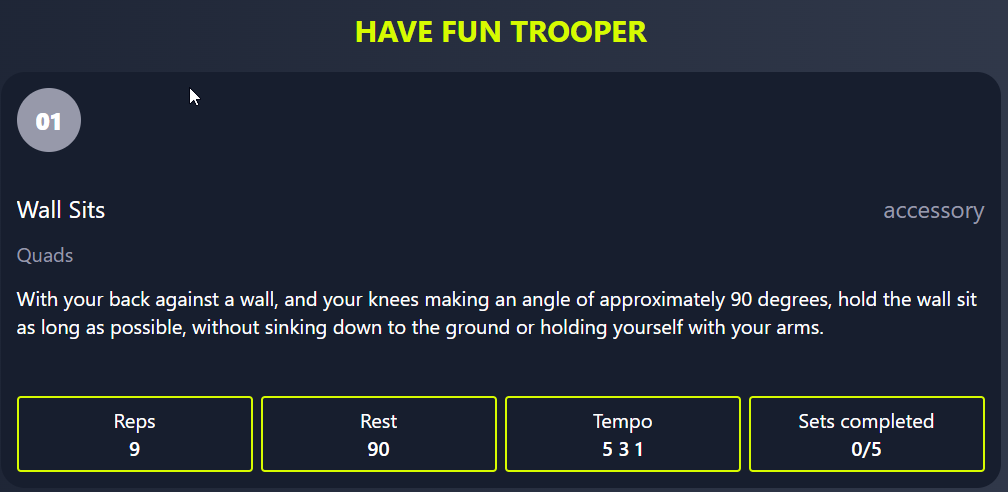 HAVE FUN TROOPER
01
Wall Sits accessory
Quads
With your back against a wall, and your knees making an angle of approximately 90 degrees, hold the wall sit
as long as possible, without sinking down to the ground or holding yourself with your arms.
Reps Rest Tempo Sets completed
9 90 5 3 1 0/5